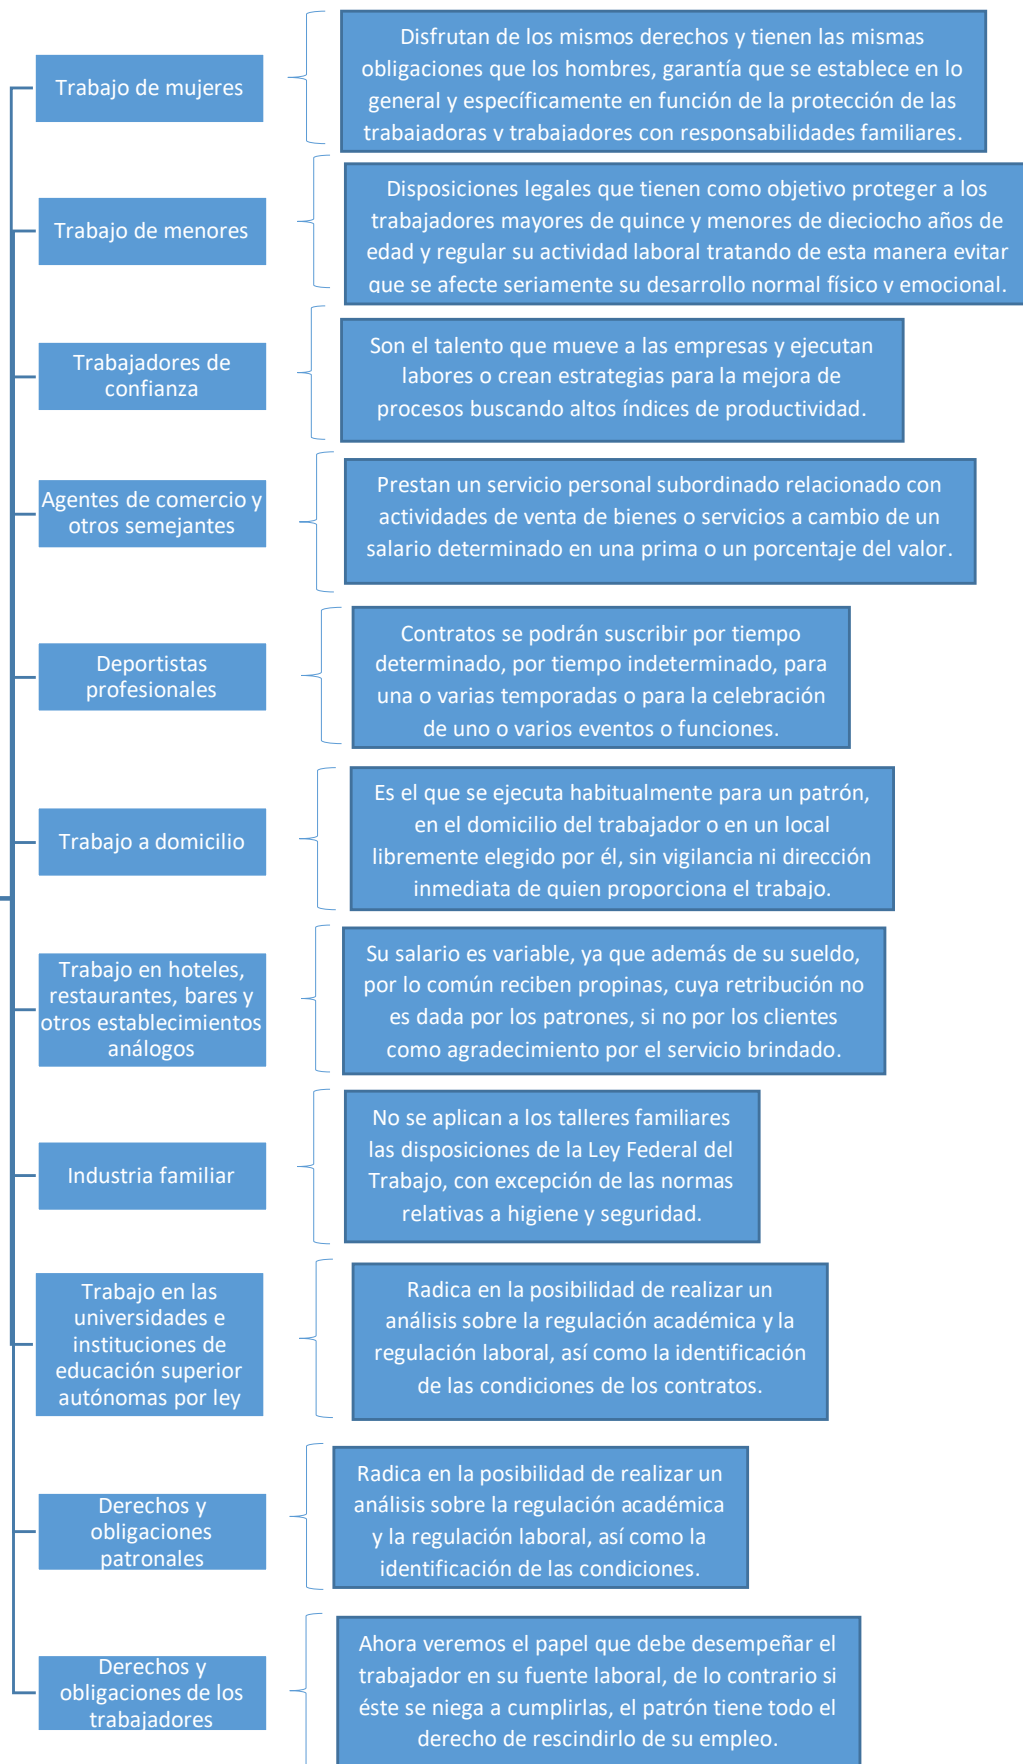 Trabajo de mujeres
Disfrutan de los mismos derechos y tienen las mismas
obligaciones que los hombres, garantía que se establece en lo
general y específicamente en función de la protección de las
trabajadoras y trabajadores con responsabilidades familiares.
Trabajo de menores
Disposiciones legales que tienen como objetivo proteger a los
trabajadores mayores de quince y menores de dieciocho años de
edad y regular su actividad laboral tratando de esta manera evitar
que se afecte seriamente su desarrollo normal físico y emocional.
Trabajadores de
confianza
Son el talento que mueve a las empresas y ejecutan
labores o crean estrategias para la mejora de
procesos buscando altos índices de productividad.
Agentes de comercio y
otros semejantes
Prestan un servicio personal subordinado relacionado con
actividades de venta de bienes o servicios a cambio de un
salario determinado en una prima o un porcentaje del valor.
Deportistas
profesionales
Contratos se podrán suscribir por tiempo
determinado, por tiempo indeterminado, para
una o varias temporadas o para la celebración
de uno o varios eventos o funciones.
Trabajo a domicilio
Es el que se ejecuta habitualmente para un patrón,
en el domicilio del trabajador o en un local
libremente elegido por él, sin vigilancia ni dirección
inmediata de quien proporciona el trabajo.
Trabajo en hoteles,
restaurantes, bares y
otros establecimientos
análogos
Su salario es variable, ya que además de su sueldo,
por lo común reciben propinas, cuya retribución no
es dada por los patrones, si no por los clientes
como agradecimiento por el servicio brindado.
Industria familiar
No se aplican a los talleres familiares
las disposiciones de la Ley Federal del
Trabajo, con excepción de las normas
relativas a higiene y seguridad.
Trabajo en las
universidades e
instituciones de
educación superior
autónomas por ley
Radica en la posibilidad de realizar un
análisis sobre la regulación académica y la
regulación laboral, así como la identificación
de las condiciones de los contratos.
Derechos y
obligaciones
patronales
Radica en la posibilidad de realizar un
análisis sobre la regulación académica
y la regulación laboral, así como la
identificación de las condiciones.
Derechos y
obligaciones de los
trabajadores
Ahora veremos el papel que debe desempeñar el
trabajador en su fuente laboral, de lo contrario si
éste se niega a cumplirlas, el patrón tiene todo el
derecho de rescindirlo de su empleo.